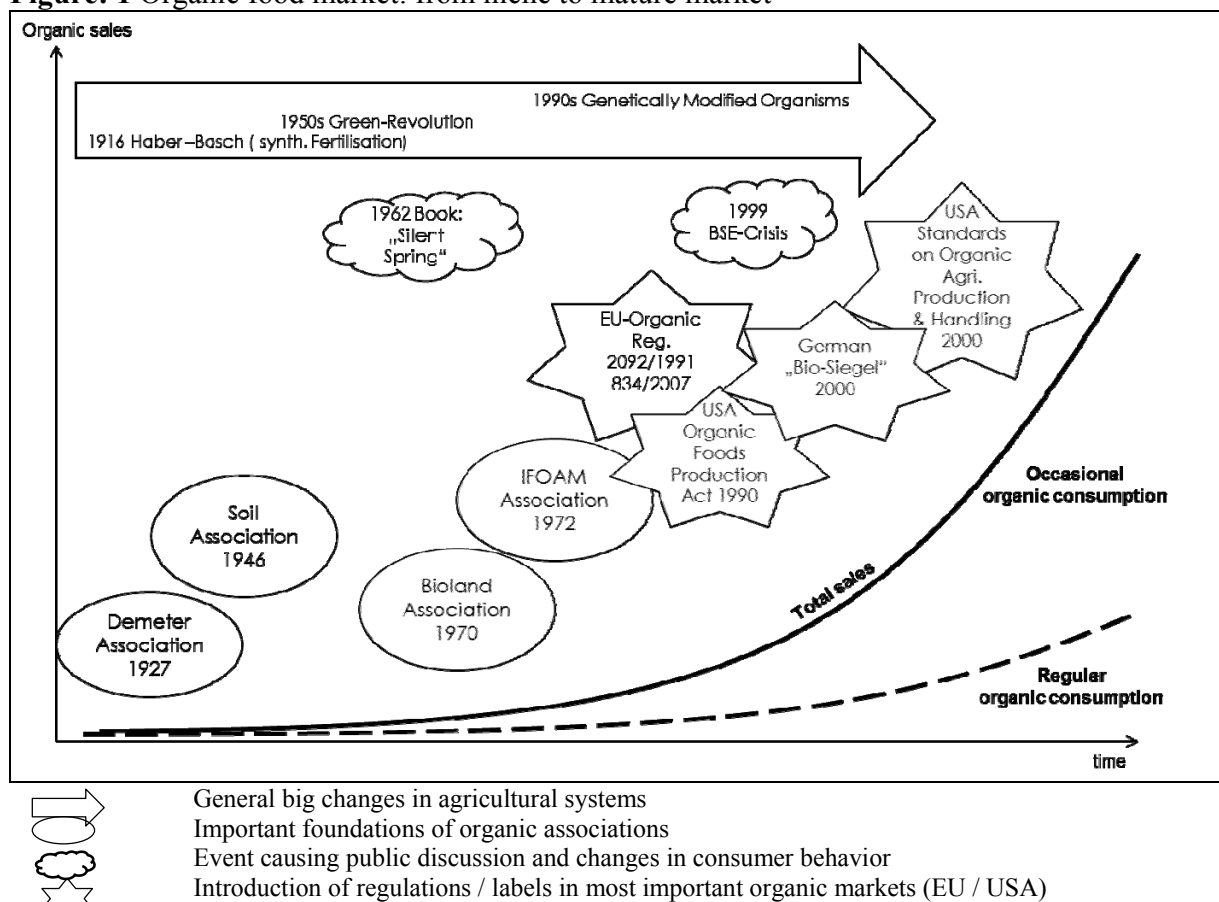 Figure: 1 Organic food market: from niche to mature market
Organic sales
1990s Genetically Modified Organisms
1950s Green-Revolution
1916 Haber–Basch ( synth. Fertilisation)
1962 Book:
„Silert
Spring“
1999
BSE-Crisis
USA
Standards
on Organic
Agri.
Production
& Handling
2000
EU-Organic
Reg.
2092/1991
834/2007
German
„Bio-Siegel“
2000
USA
Organic
Foods
Production
Act 1990
IFOAM
Association
1972
Soil
Association
1946
Bioland
Association
1970
Demeter
Association
1927
Occasional
organic consumption
Total sales
Regular
organic consumption
time
General big changes in agricultural systems
Important foundations of organic associations
Event causing public discussion and changes in consumer behavior
Introduction of regulations / labels in most important organic markets (EU / USA)